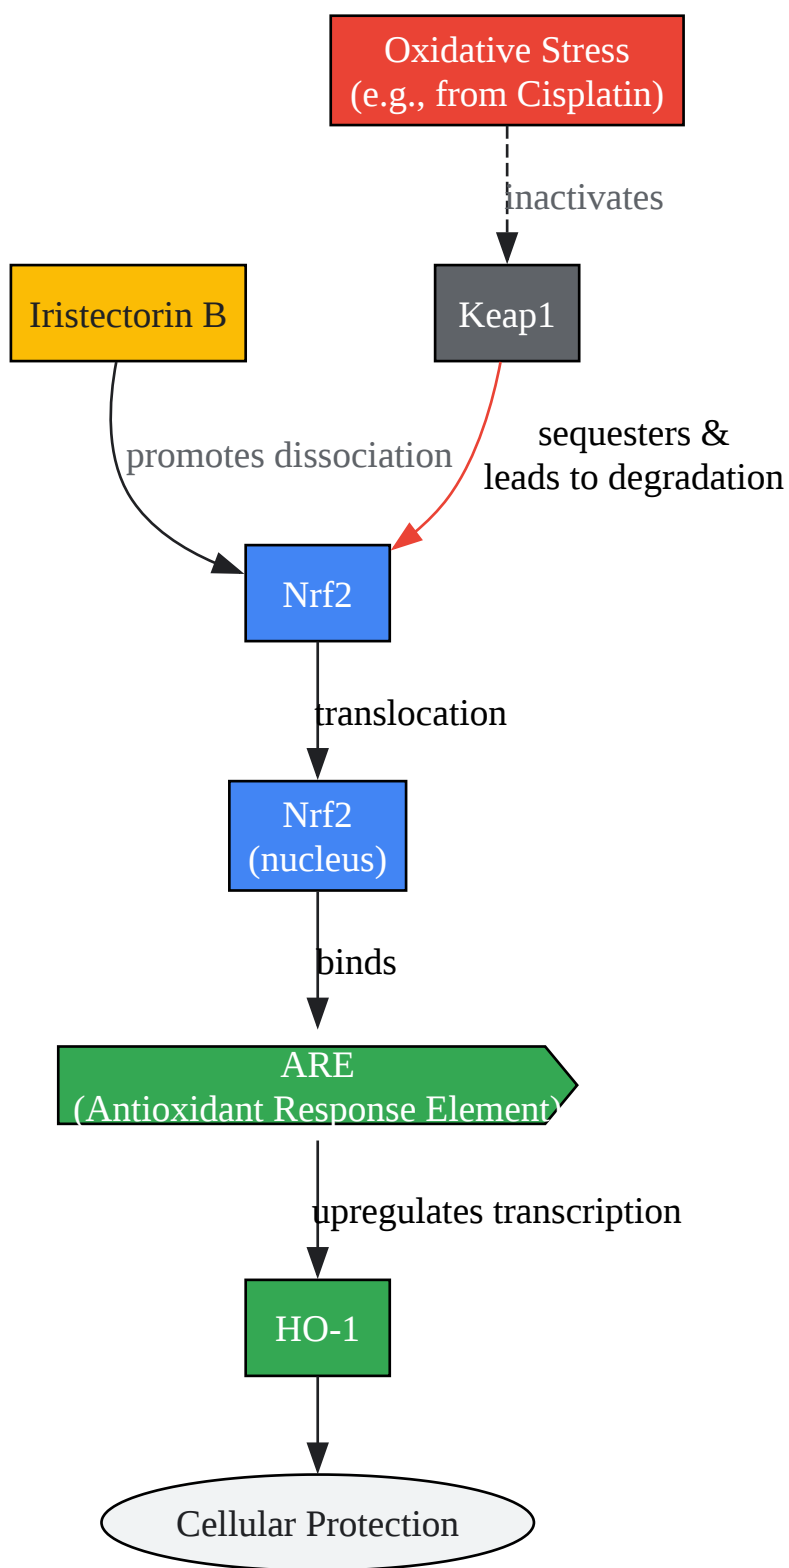 Oxidative Stress
(e.g., from Cisplatin)
inactivates
Iristectorin B
Keap1
promotes dissociation
sequesters &
leads to degradation
Nrf2
translocation
Nrf2
(nucleus)
binds
ARE
(Antioxidant Response Element)
upregulates transcription
HO-1
Cellular Protection